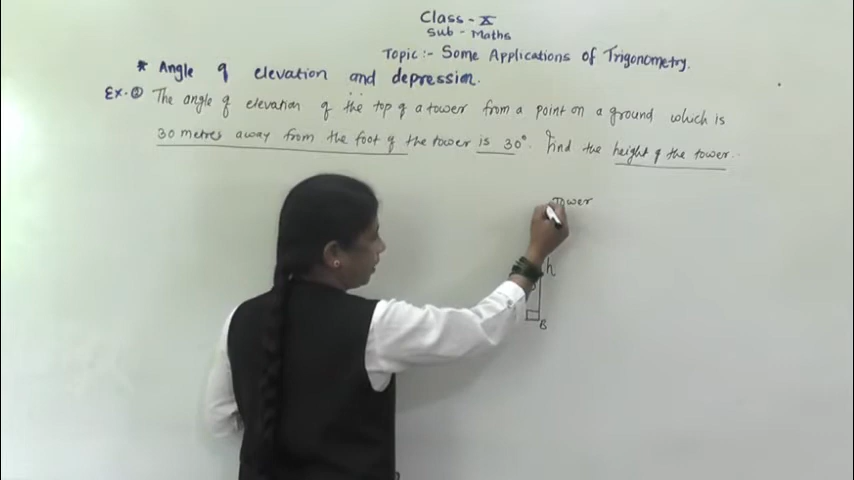 Class - X
Sub - Maths
Topic :- Some Applications of Trigonometry.
* Angle of elevation and depression.
Ex. ② The angle of elevation of the top of a tower from a point on a ground which is
30 metres away from the foot of the tower is 30°. Find the height of the tower..
Tower
h
B